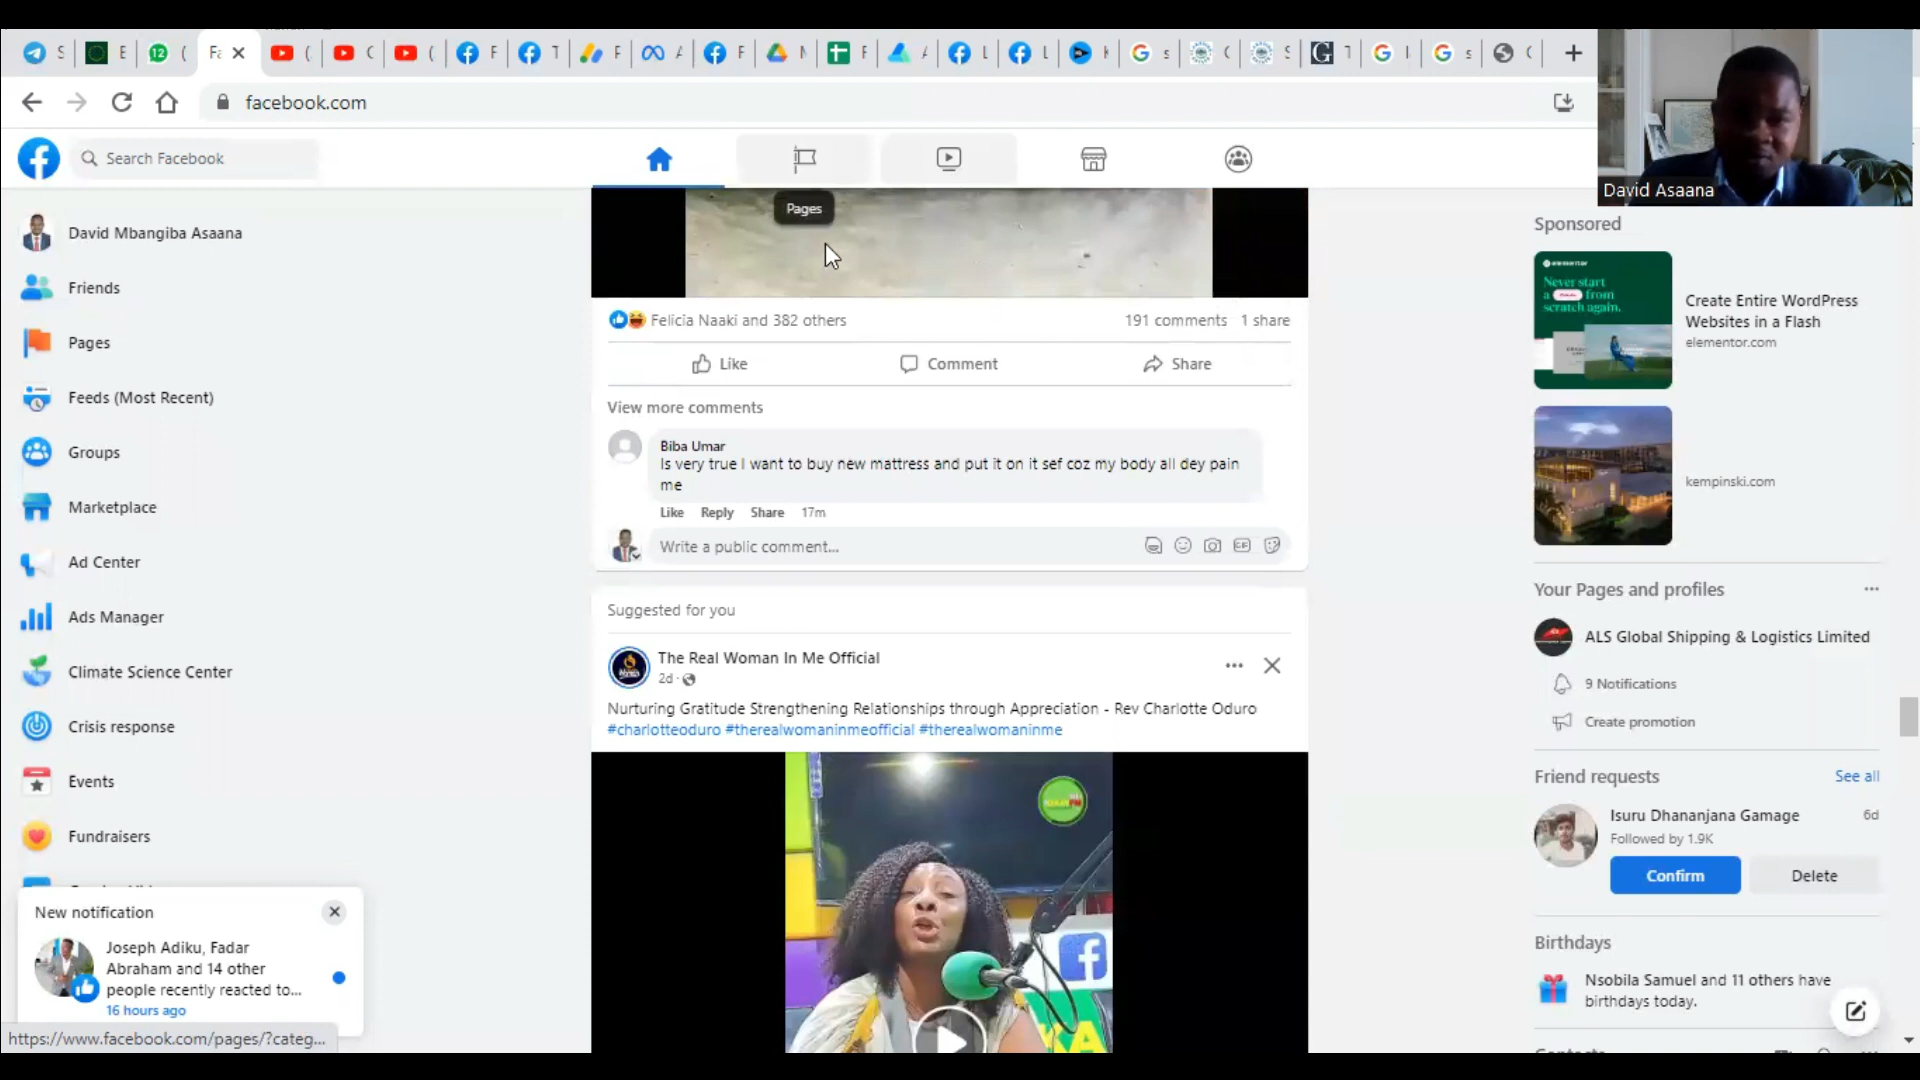 facebook.com
Search Facebook
David Asaana
Pages
David Mbangiba Asaana
Friends
Pages
Feeds (Most Recent)
Groups
Marketplace
Ad Center
Ads Manager
Climate Science Center
Crisis response
Events
Fundraisers
New notification
Joseph Adiku, Fadar
Abraham and 14 other
people recently reacted to...
16 hours ago
https://www.facebook.com/pages/?categ...
Felicia Naaki and 382 others
191 comments 1 share
Like Comment Share
View more comments
Biba Umar
Is very true I want to buy new mattress and put it on it sef coz my body all dey pain
me
Like Reply Share 17m
Write a public comment...
Suggested for you
The Real Woman In Me Official
2d
Nurturing Gratitude Strengthening Relationships through Appreciation - Rev Charlotte Oduro
#charlotteoduro #therealwomaninmeofficial #therealwomaninme
Sponsored
elementor
Never start
a from
scratch again.
Create Entire WordPress
Websites in a Flash
elementor.com
kempinski.com
Your Pages and profiles
ALS Global Shipping & Logistics Limited
9 Notifications
Create promotion
Friend requests See all
Isuru Dhananjana Gamage 6d
Followed by 1.9K
Confirm Delete
Birthdays
Nsobila Samuel and 11 others have
birthdays today.